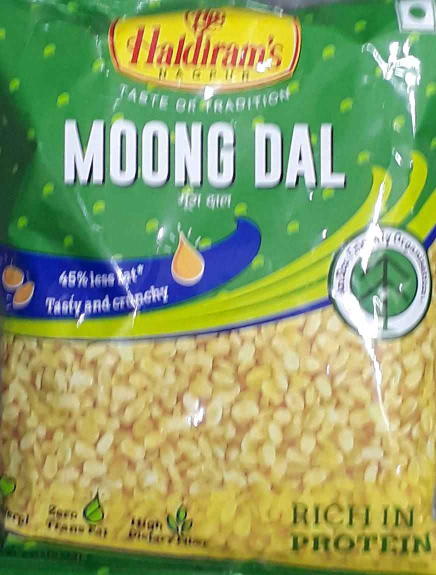 Haldiram's
NAGPUR
TASTE OF TRADITION
MOONG DAL
मूंग दाल
45% less fat*
Tasty and crunchy
Zero
Trans Fat
High
Dietary Fibre
RICH IN
PROTEIN